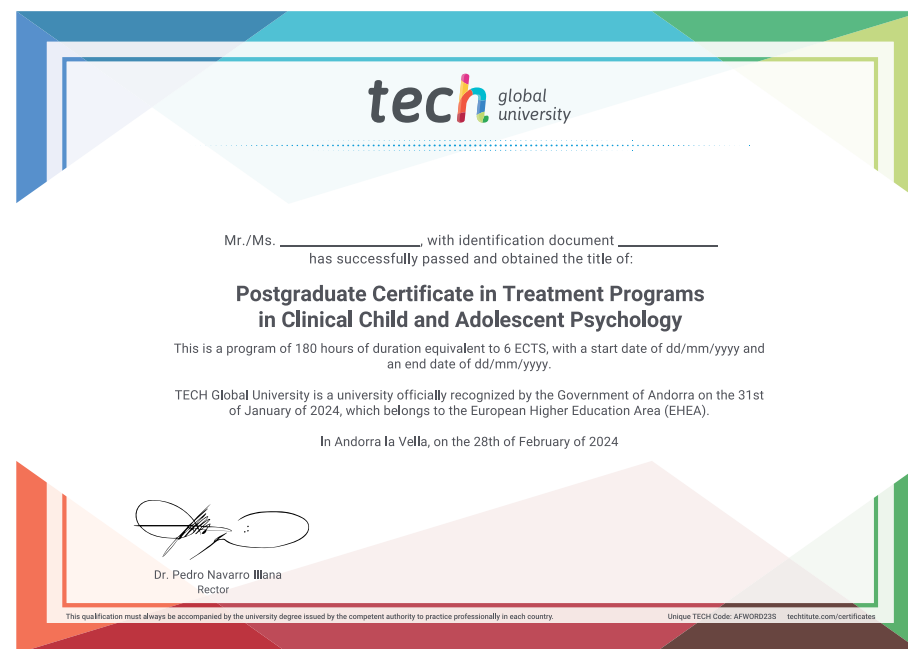 tech global
university
Mr./Ms. ____________________, with identification document ______________
has successfully passed and obtained the title of:
Postgraduate Certificate in Treatment Programs
in Clinical Child and Adolescent Psychology
This is a program of 180 hours of duration equivalent to 6 ECTS, with a start date of dd/mm/yyyy and
an end date of dd/mm/yyyy.
TECH Global University is a university officially recognized by the Government of Andorra on the 31st
of January of 2024, which belongs to the European Higher Education Area (EHEA).
In Andorra la Vella, on the 28th of February of 2024
Dr. Pedro Navarro Illana
Rector
This qualification must always be accompanied by the university degree issued by the competent authority to practice professionally in each country.
Unique TECH Code: AFWORD23S techtitute.com/certificates